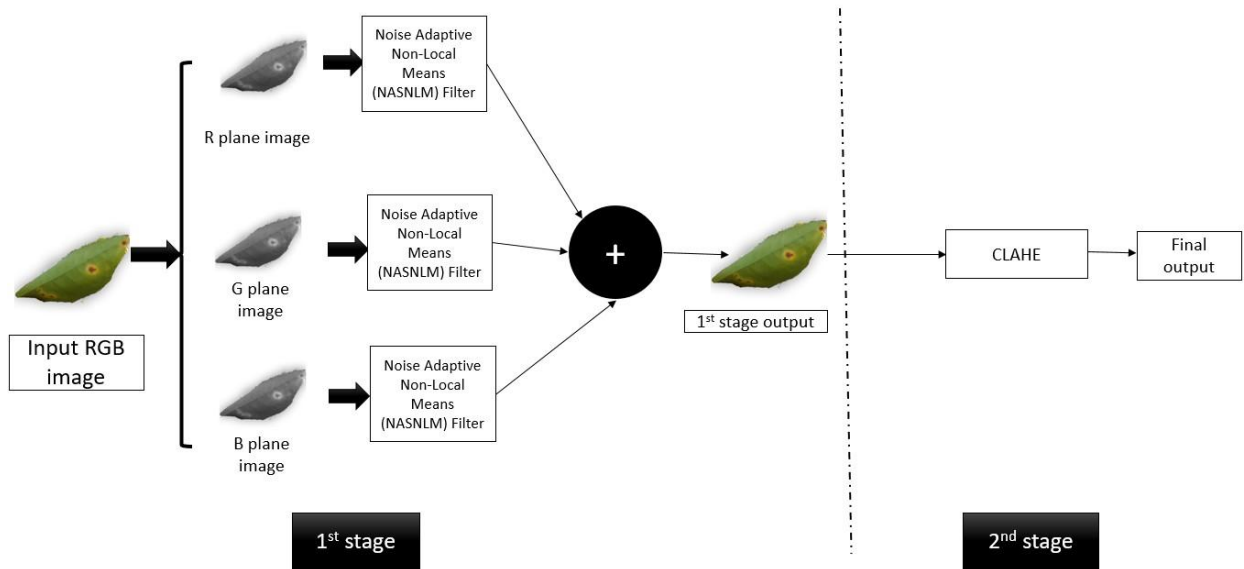 R plane image
Noise Adaptive
Non-Local
Means
(NASNLM) Filter
Input RGB
image
G plane
image
Noise Adaptive
Non-Local
Means
(NASNLM) Filter
B plane
image
Noise Adaptive
Non-Local
Means
(NASNLM) Filter
+
1st stage output
CLAHE
Final
output
1st stage
2nd stage